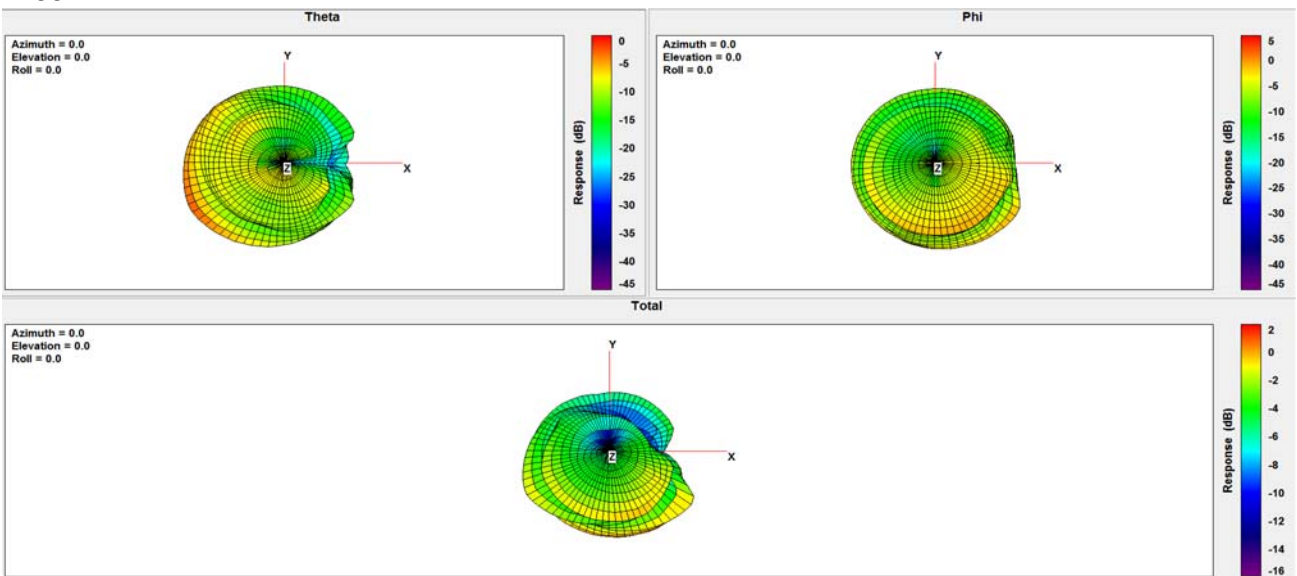 Theta
Azimuth = 0.0
Elevation = 0.0
Roll = 0.0
Y
X
Z
0
-5
-10
-15
-20
-25
-30
-35
-40
-45
Response (dB)
Phi
Azimuth = 0.0
Elevation = 0.0
Roll = 0.0
Y
X
Z
5
0
-5
-10
-15
-20
-25
-30
-35
-40
-45
Response (dB)
Total
Azimuth = 0.0
Elevation = 0.0
Roll = 0.0
Y
X
Z
2
0
-2
-4
-6
-8
-10
-12
-14
-16
Response (dB)